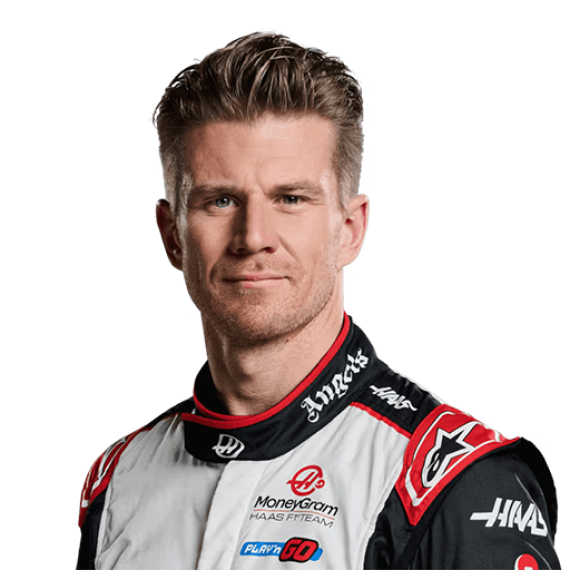 Angels
HAAS
MoneyGram
HAAS F1 TEAM
PLAY'n
GO
HAAS